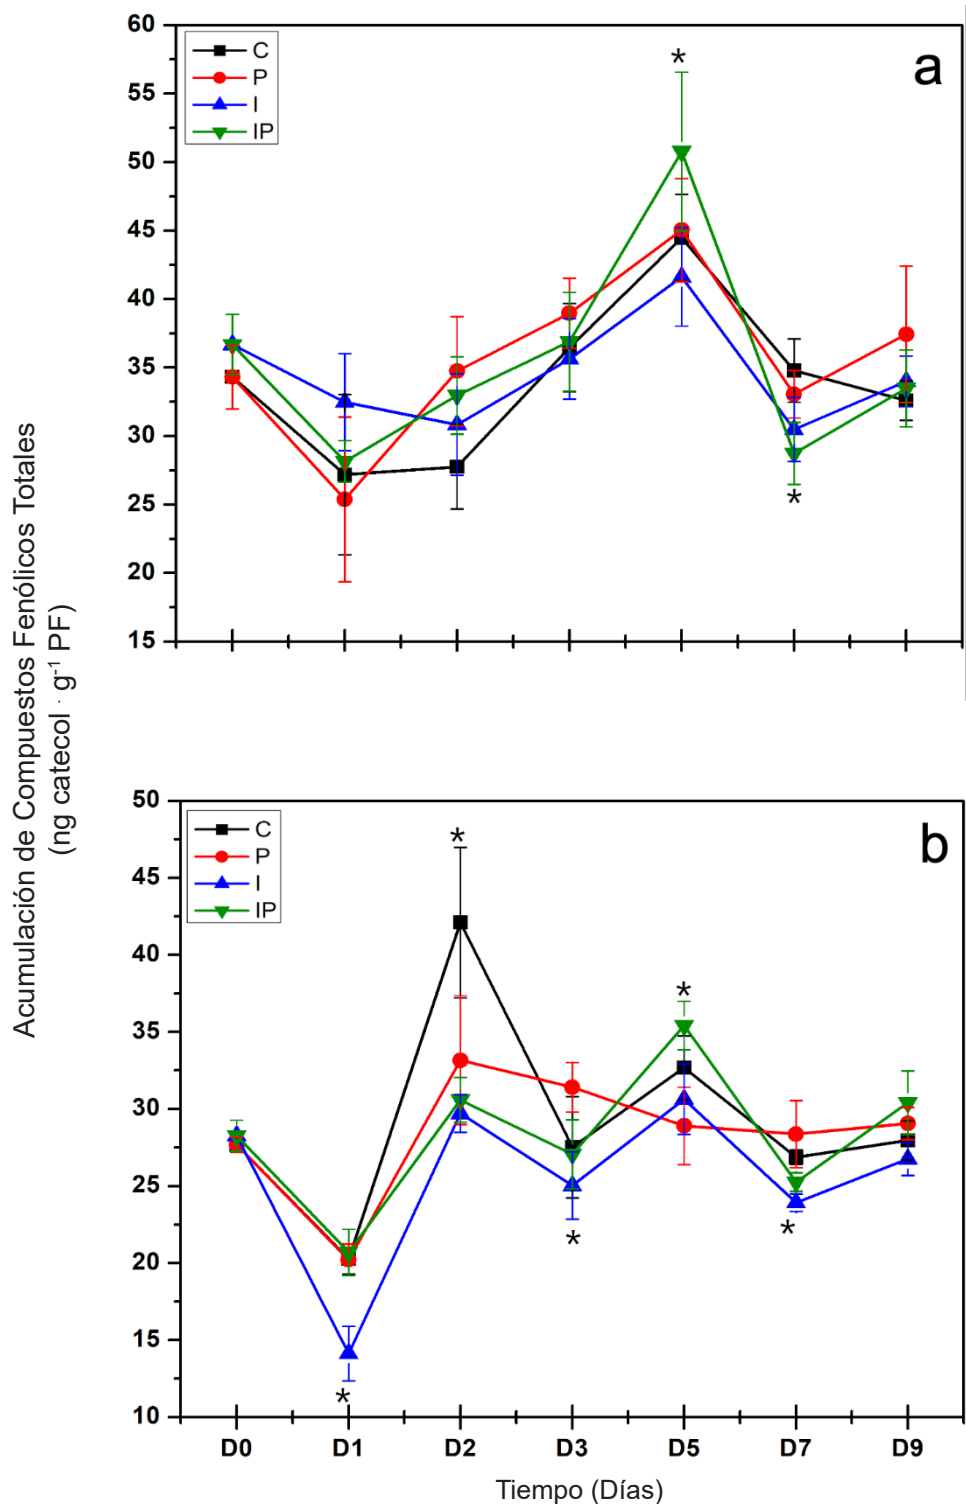 Acumulación de Compuestos Fenólicos Totales
(ng catecol · g⁻¹ PF)
60
55
50
45
40
35
30
25
20
15
C
P
I
IP
*
a
*
50
45
40
35
30
25
20
15
10
C
P
I
IP
*
b
*
*
*
*
D0 D1 D2 D3 D5 D7 D9
Tiempo (Días)